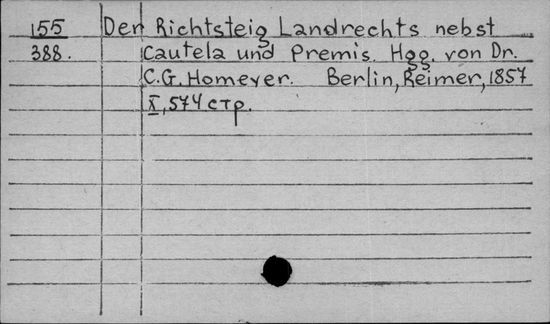 155 Der Richtsteig Landrechts nebst
388. Cautela und Premis. Hgg. von Dr.
C.G. Homeyer. Berlin, Reimer, 1857
X, 574 стр.